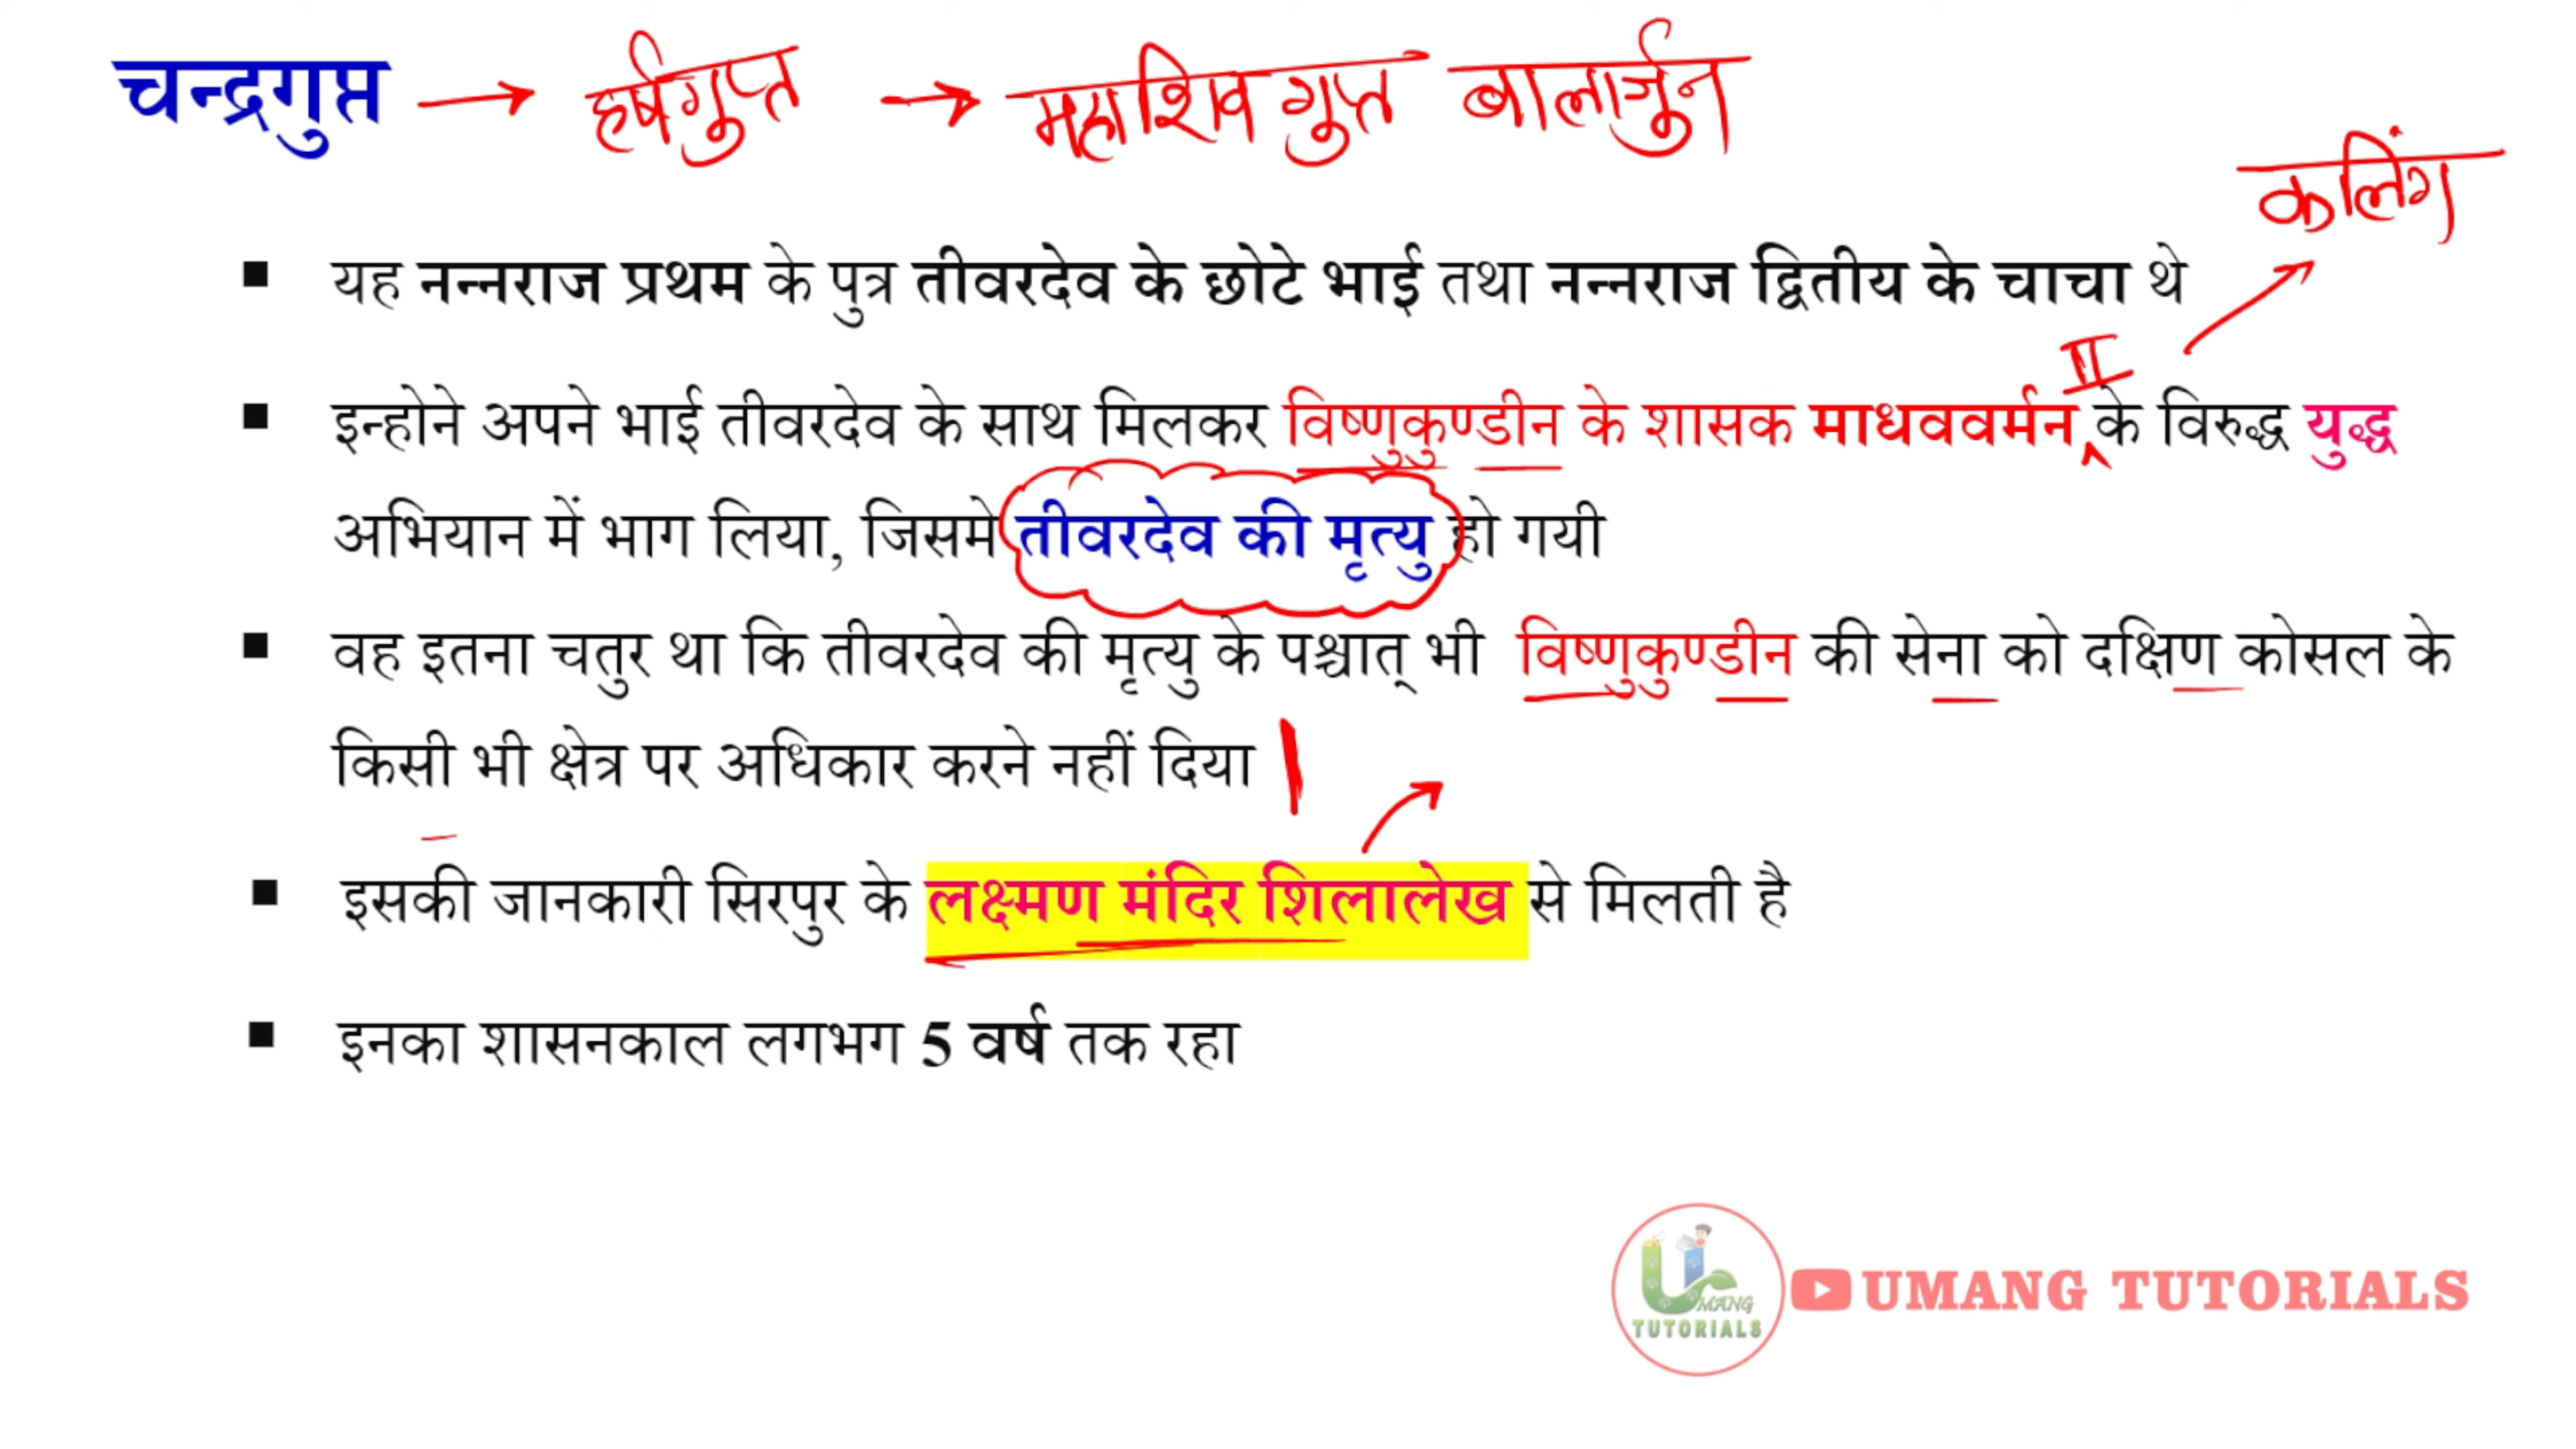 चन्द्रगुप्त → हर्षगुप्त → महाशिव गुप्त बालार्जुन
कलिंग
▪ यह नन्नराज प्रथम के पुत्र तीवरदेव के छोटे भाई तथा नन्नराज द्वितीय के चाचा थे
II
▪ इन्होने अपने भाई तीवरदेव के साथ मिलकर विष्णुकुण्डीन के शासक माधववर्मन के विरुद्ध युद्ध
अभियान में भाग लिया, जिसमे तीवरदेव की मृत्यु हो गयी
▪ वह इतना चतुर था कि तीवरदेव की मृत्यु के पश्चात् भी विष्णुकुण्डीन की सेना को दक्षिण कोसल के
किसी भी क्षेत्र पर अधिकार करने नहीं दिया
▪ इसकी जानकारी सिरपुर के लक्ष्मण मंदिर शिलालेख से मिलती है
▪ इनका शासनकाल लगभग 5 वर्ष तक रहा
UMANG
TUTORIALS
UMANG TUTORIALS